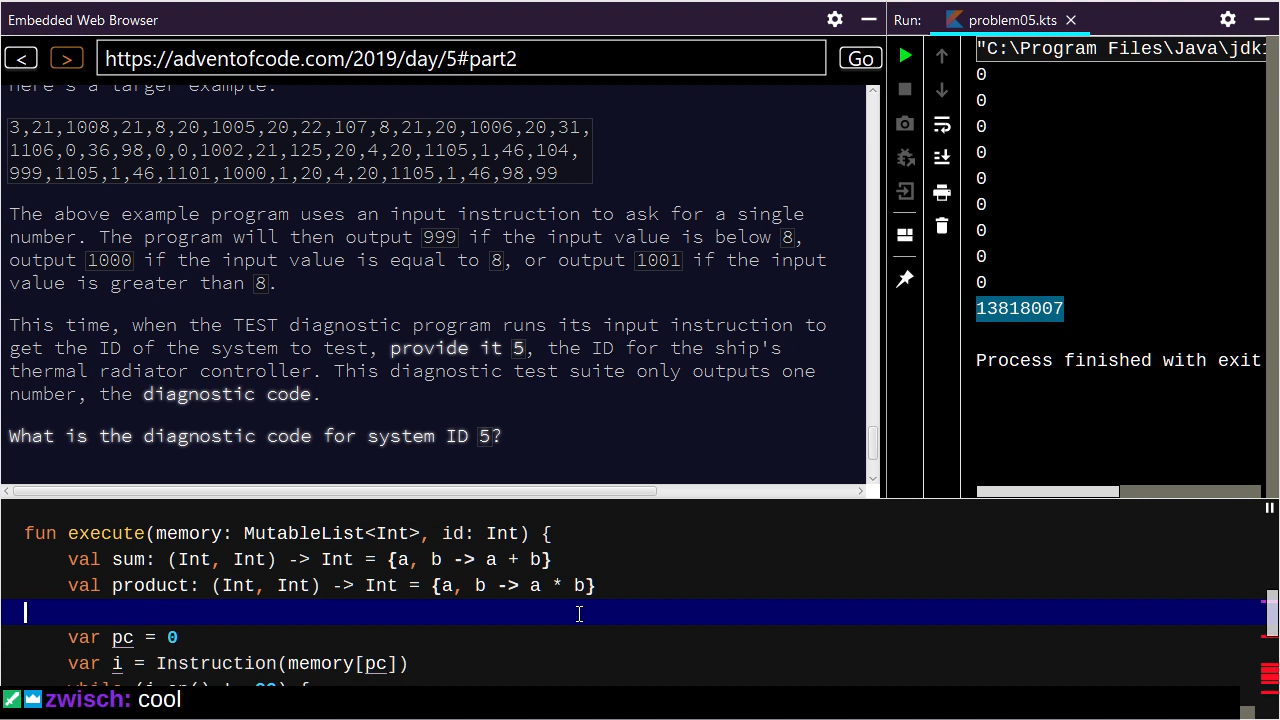 Embedded Web Browser
Run: problem05.kts
< > https://adventofcode.com/2019/day/5#part2 Go
Here's a larger example:
3,21,1008,21,8,20,1005,20,22,107,8,21,20,1006,20,31,
1106,0,36,98,0,0,1002,21,125,20,4,20,1105,1,46,104,
999,1105,1,46,1101,1000,1,20,4,20,1105,1,46,98,99
The above example program uses an input instruction to ask for a single
number. The program will then output 999 if the input value is below 8,
output 1000 if the input value is equal to 8, or output 1001 if the input
value is greater than 8.
This time, when the TEST diagnostic program runs its input instruction to
get the ID of the system to test, provide it 5, the ID for the ship's
thermal radiator controller. This diagnostic test suite only outputs one
number, the diagnostic code.
What is the diagnostic code for system ID 5?
"C:\Program Files\Java\jdk1
0
0
0
0
0
0
0
0
0
13818007
Process finished with exit
fun execute(memory: MutableList<Int>, id: Int) {
val sum: (Int, Int) -> Int = {a, b -> a + b}
val product: (Int, Int) -> Int = {a, b -> a * b}
var pc = 0
var i = Instruction(memory[pc])
zwisch: cool